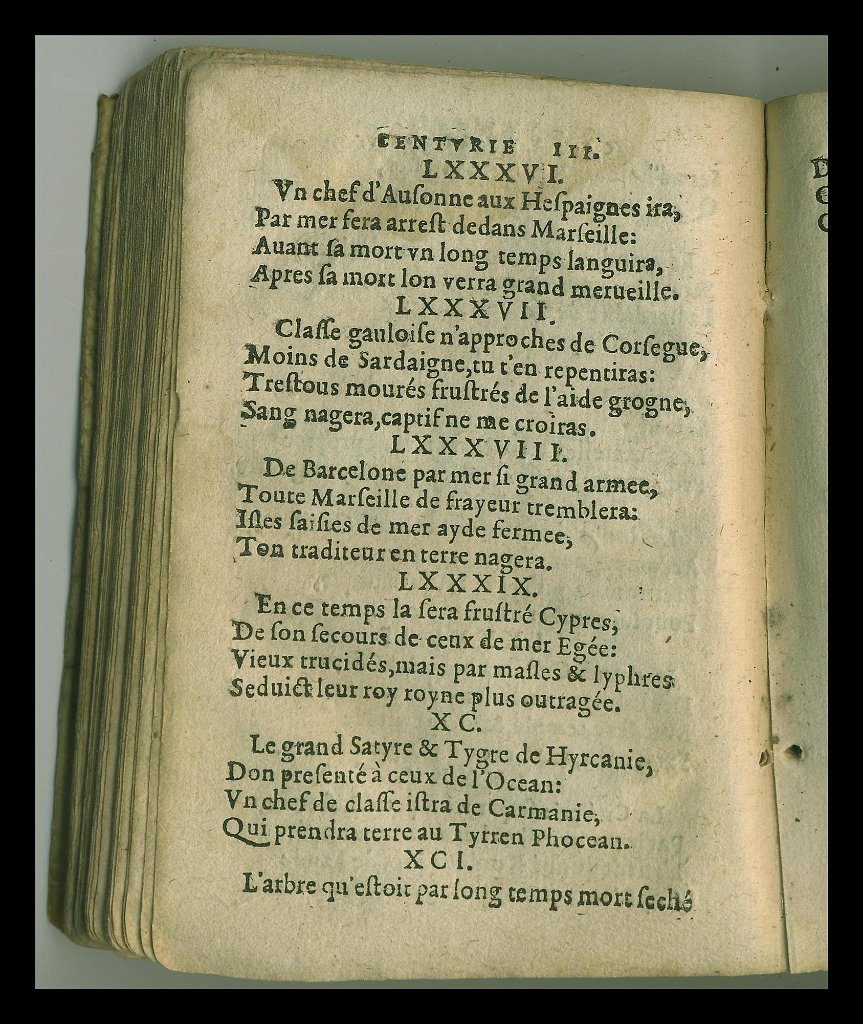 CENTVRIE III.
LXXXVI.
Vn chef d'Auſonne aux Heſpaignes ira,
Par mer fera arreſt dedans Marſeille:
Auant ſa mort vn long temps languira,
Apres ſa mort lon verra grand merueille.
LXXXVII.
Claſſe gauloiſe n'approches de Corſegue,
Moins de Sardaigne,tu t'en repentiras:
Treſtous mourés fruſtrés de l'aide grogne,
Sang nagera,captif ne me croiras.
LXXXVIII.
De Barcelone par mer ſi grand armee,
Toute Marſeille de frayeur tremblera:
Iſles ſaiſies de mer ayde fermee,
Ton traditeur en terre nagera.
LXXXIX.
En ce temps la ſera fruſtré Cypres,
De ſon ſecours de ceux de mer Egée:
Vieux trucidés,mais par maſles & lyphres
Seduict leur roy royne plus outragée.
XC.
Le grand Satyre & Tygre de Hyrcanie,
Don preſenté à ceux de l'Ocean:
Vn chef de claſſe iſtra de Carmanie,
Qui prendra terre au Tyrren Phocean.
XCI.
L'arbre qu'eſtoit par long temps mort ſeché